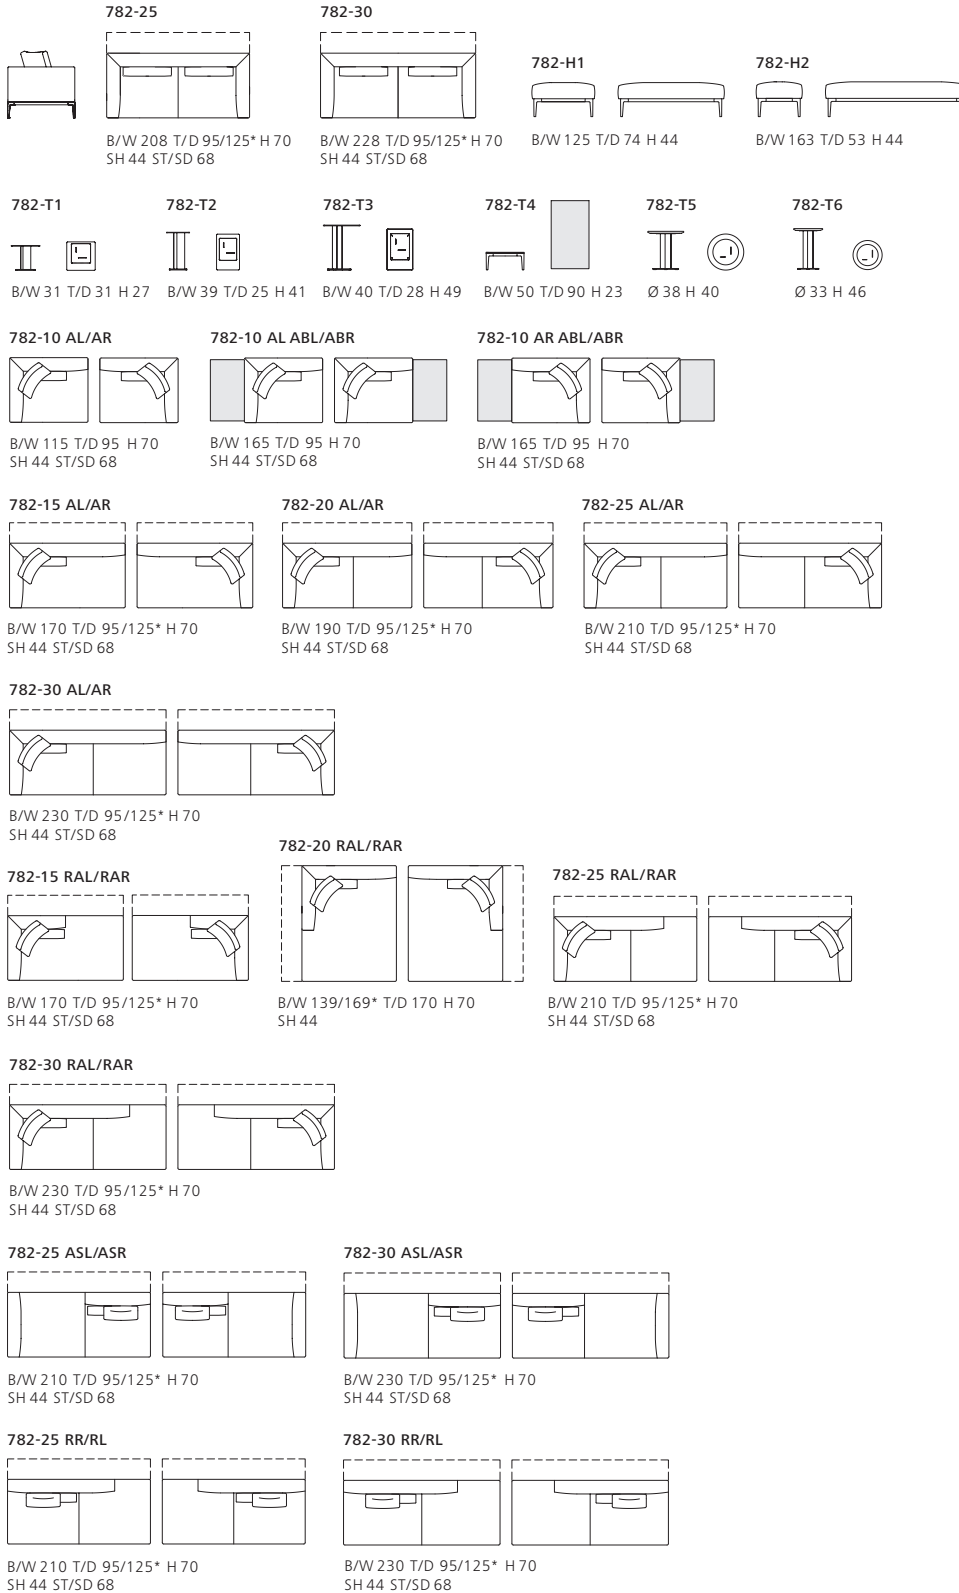 782-25
782-30
782-H1
782-H2
B/W 208 T/D 95/125* H 70
SH 44 ST/SD 68
B/W 228 T/D 95/125* H 70
SH 44 ST/SD 68
B/W 125 T/D 74 H 44
B/W 163 T/D 53 H 44
782-T1
782-T2
782-T3
782-T4
782-T5
782-T6
B/W 31 T/D 31 H 27
B/W 39 T/D 25 H 41
B/W 40 T/D 28 H 49
B/W 50 T/D 90 H 23
Ø 38 H 40
Ø 33 H 46
782-10 AL/AR
782-10 AL ABL/ABR
782-10 AR ABL/ABR
B/W 115 T/D 95 H 70
SH 44 ST/SD 68
B/W 165 T/D 95 H 70
SH 44 ST/SD 68
B/W 165 T/D 95 H 70
SH 44 ST/SD 68
782-15 AL/AR
782-20 AL/AR
782-25 AL/AR
B/W 170 T/D 95/125* H 70
SH 44 ST/SD 68
B/W 190 T/D 95/125* H 70
SH 44 ST/SD 68
B/W 210 T/D 95/125* H 70
SH 44 ST/SD 68
782-30 AL/AR
B/W 230 T/D 95/125* H 70
SH 44 ST/SD 68
782-15 RAL/RAR
782-20 RAL/RAR
782-25 RAL/RAR
B/W 170 T/D 95/125* H 70
SH 44 ST/SD 68
B/W 139/169* T/D 170 H 70
SH 44
B/W 210 T/D 95/125* H 70
SH 44 ST/SD 68
782-30 RAL/RAR
B/W 230 T/D 95/125* H 70
SH 44 ST/SD 68
782-25 ASL/ASR
782-30 ASL/ASR
B/W 210 T/D 95/125* H 70
SH 44 ST/SD 68
B/W 230 T/D 95/125* H 70
SH 44 ST/SD 68
782-25 RR/RL
782-30 RR/RL
B/W 210 T/D 95/125* H 70
SH 44 ST/SD 68
B/W 230 T/D 95/125* H 70
SH 44 ST/SD 68